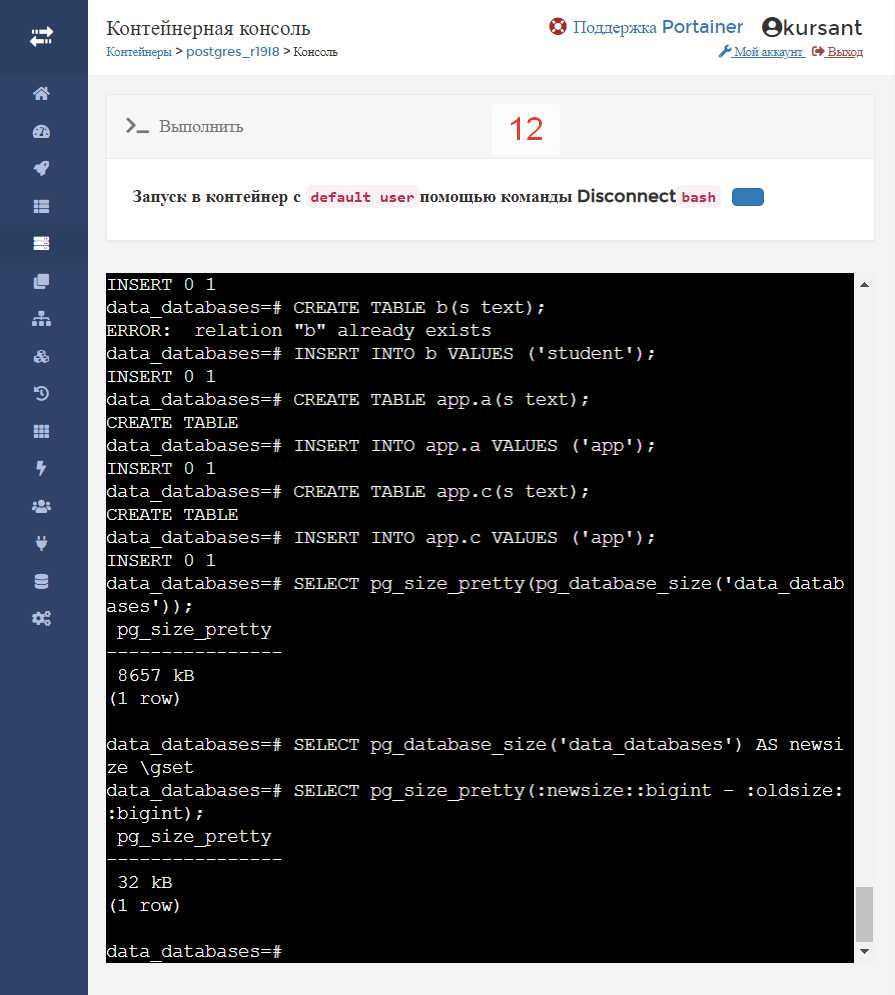 Контейнерная консоль
Поддержка Portainer
kursant
Контейнеры > postgres_r19l8 > Консоль
Мой аккаунт
Выход
>_ Выполнить
12
Запуск в контейнер с default user помощью команды Disconnect bash
INSERT 0 1
data_databases=# CREATE TABLE b(s text);
ERROR:  relation "b" already exists
data_databases=# INSERT INTO b VALUES ('student');
INSERT 0 1
data_databases=# CREATE TABLE app.a(s text);
CREATE TABLE
data_databases=# INSERT INTO app.a VALUES ('app');
INSERT 0 1
data_databases=# CREATE TABLE app.c(s text);
CREATE TABLE
data_databases=# INSERT INTO app.c VALUES ('app');
INSERT 0 1
data_databases=# SELECT pg_size_pretty(pg_database_size('data_datab
ases'));
 pg_size_pretty
----------------
 8657 kB
(1 row)
data_databases=# SELECT pg_database_size('data_databases') AS newsi
ze \gset
data_databases=# SELECT pg_size_pretty(:newsize::bigint - :oldsize:
:bigint);
 pg_size_pretty
----------------
 32 kB
(1 row)
data_databases=#